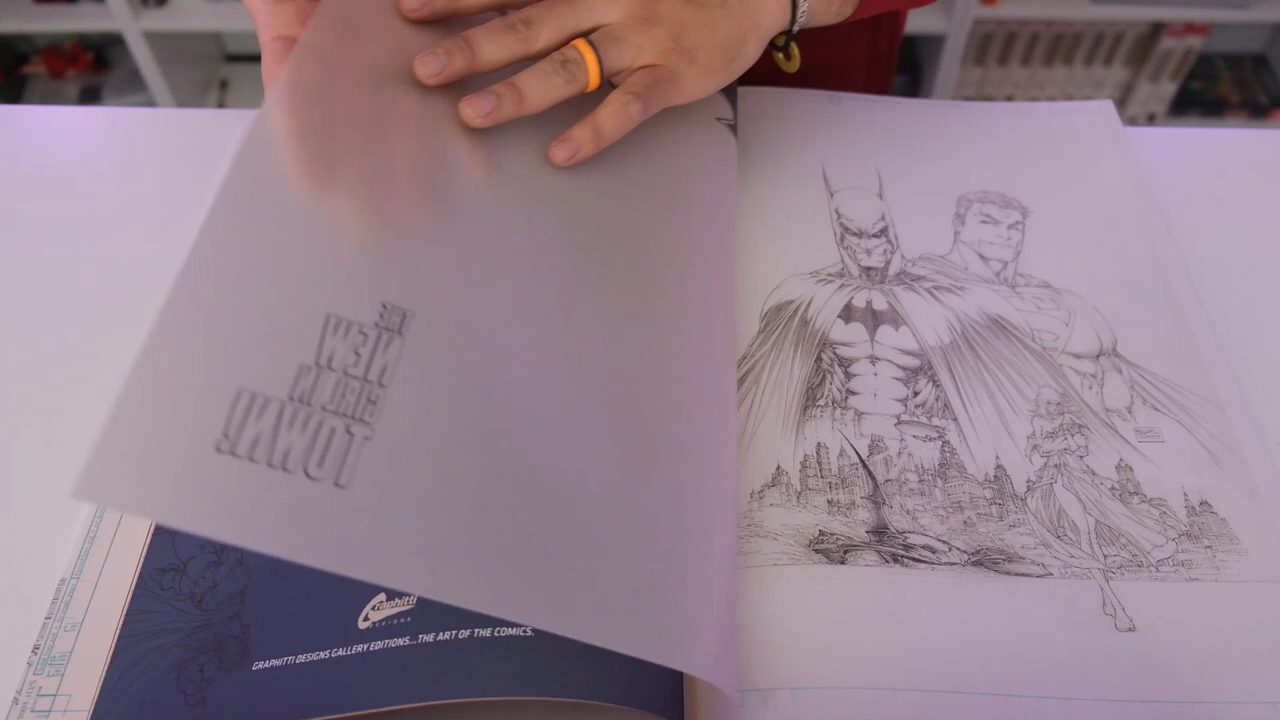 THE
NEW
GIRL IN
TOWN!
Graphitti
DESIGNS
GRAPHITTI DESIGNS GALLERY EDITIONS...THE ART OF THE COMICS.